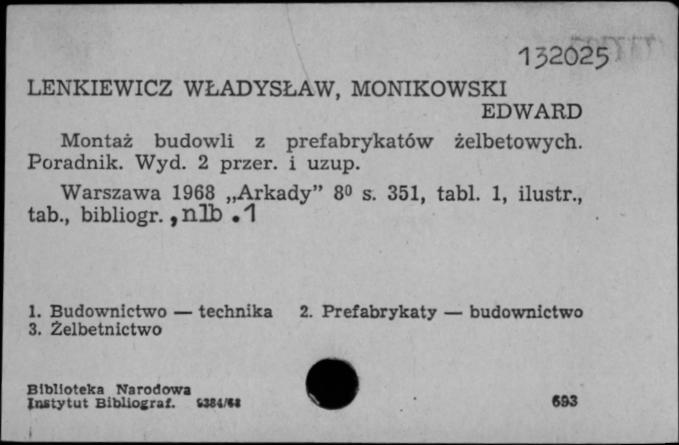 132025
LENKIEWICZ WŁADYSŁAW, MONIKOWSKI
EDWARD
Montaż budowli z prefabrykatów żelbetowych.
Poradnik. Wyd. 2 przer. i uzup.
Warszawa 1968 „Arkady” 8⁰ s. 351, tabl. 1, ilustr.,
tab., bibliogr. , nlb . 1
1. Budownictwo — technika 2. Prefabrykaty — budownictwo
3. Żelbetnictwo
Biblioteka Narodowa
Instytut Bibliograf. 9384/68 693